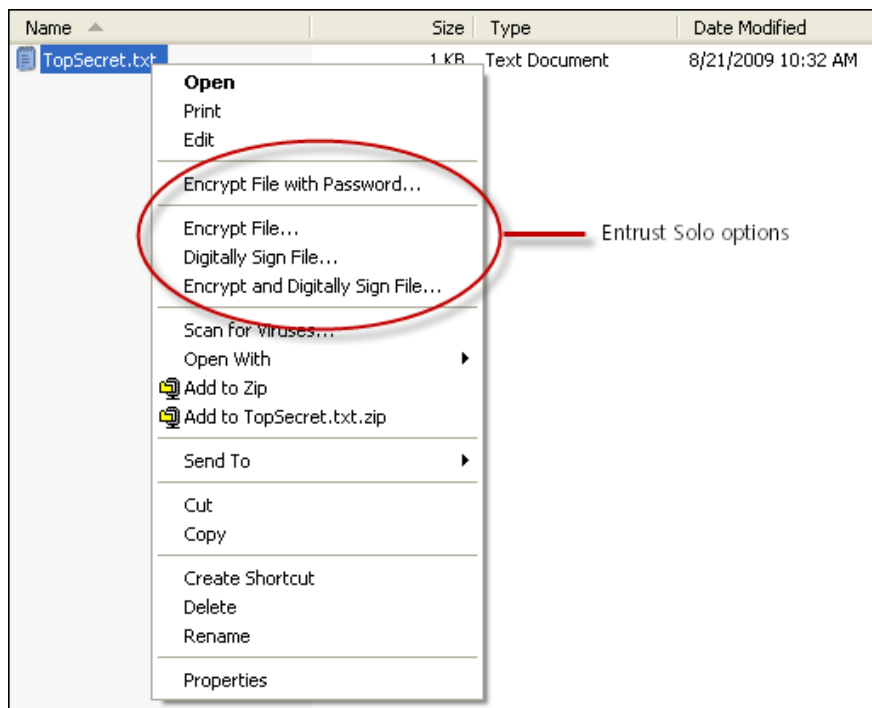 Name Size Type Date Modified
TopSecret.txt 1 KB Text Document 8/21/2009 10:32 AM
Open
Print
Edit
Encrypt File with Password...
Encrypt File...
Entrust Solo options
Digitally Sign File...
Encrypt and Digitally Sign File...
Scan for Viruses...
Open With
Add to Zip
Add to TopSecret.txt.zip
Send To
Cut
Copy
Create Shortcut
Delete
Rename
Properties